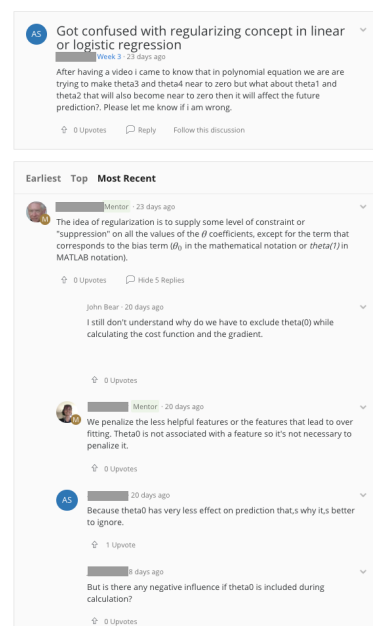 AS
Got confused with regularizing concept in linear
or logistic regression
Week 3 · 23 days ago
After having a video i came to know that in polynomial equation we are are
trying to make theta3 and theta4 near to zero but what about theta1 and
theta2 that will also become near to zero then it will affect the future
prediction?. Please let me know if i am wrong.
0 Upvotes Reply Follow this discussion
Earliest Top Most Recent
M
Mentor · 23 days ago
The idea of regularization is to supply some level of constraint or
"suppression" on all the values of the θ coefficients, except for the term that
corresponds to the bias term (θ₀ in the mathematical notation or theta(1) in
MATLAB notation).
0 Upvotes Hide 5 Replies
John Bear · 20 days ago
I still don't understand why do we have to exclude theta(0) while
calculating the cost function and the gradient.
0 Upvotes
M
Mentor · 20 days ago
We penalize the less helpful features or the features that lead to over
fitting. Theta0 is not associated with a feature so it's not necessary to
penalize it.
0 Upvotes
AS
20 days ago
Because theta0 has very less effect on prediction that,s why it,s better
to ignore.
1 Upvote
8 days ago
But is there any negative influence if theta0 is included during
calculation?
0 Upvotes